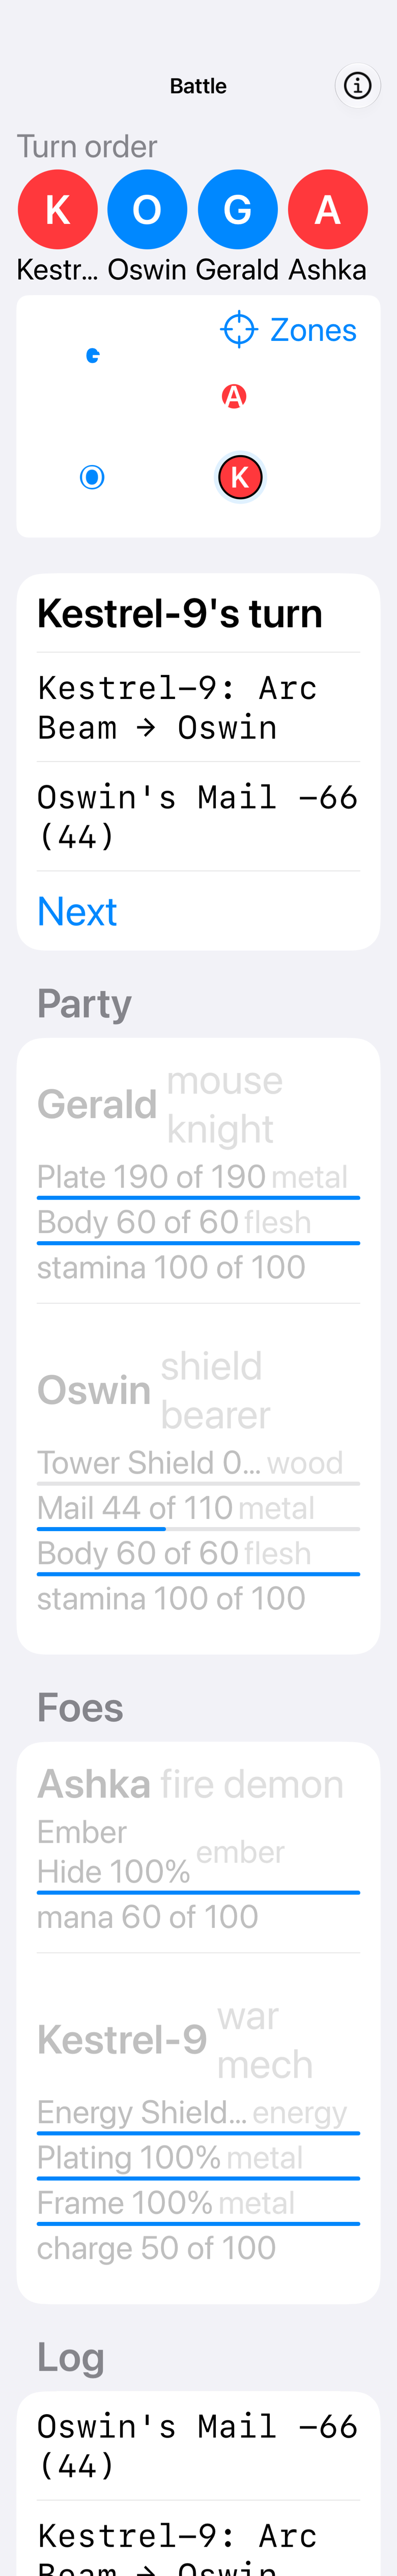 Battle
Turn order
K O G A
Kestr... Oswin Gerald Ashka
Zones
G
A
O
K
Kestrel-9's turn
Kestrel-9: Arc
Beam → Oswin
Oswin's Mail -66
(44)
Next
Party
Gerald mouse
knight
Plate 190 of 190 metal
Body 60 of 60 flesh
stamina 100 of 100
Oswin shield
bearer
Tower Shield 0... wood
Mail 44 of 110 metal
Body 60 of 60 flesh
stamina 100 of 100
Foes
Ashka fire demon
Ember
Hide 100% ember
mana 60 of 100
Kestrel-9 war
mech
Energy Shield... energy
Plating 100% metal
Frame 100% metal
charge 50 of 100
Log
Oswin's Mail -66
(44)
Kestrel-9: Arc
Beam → Oswin